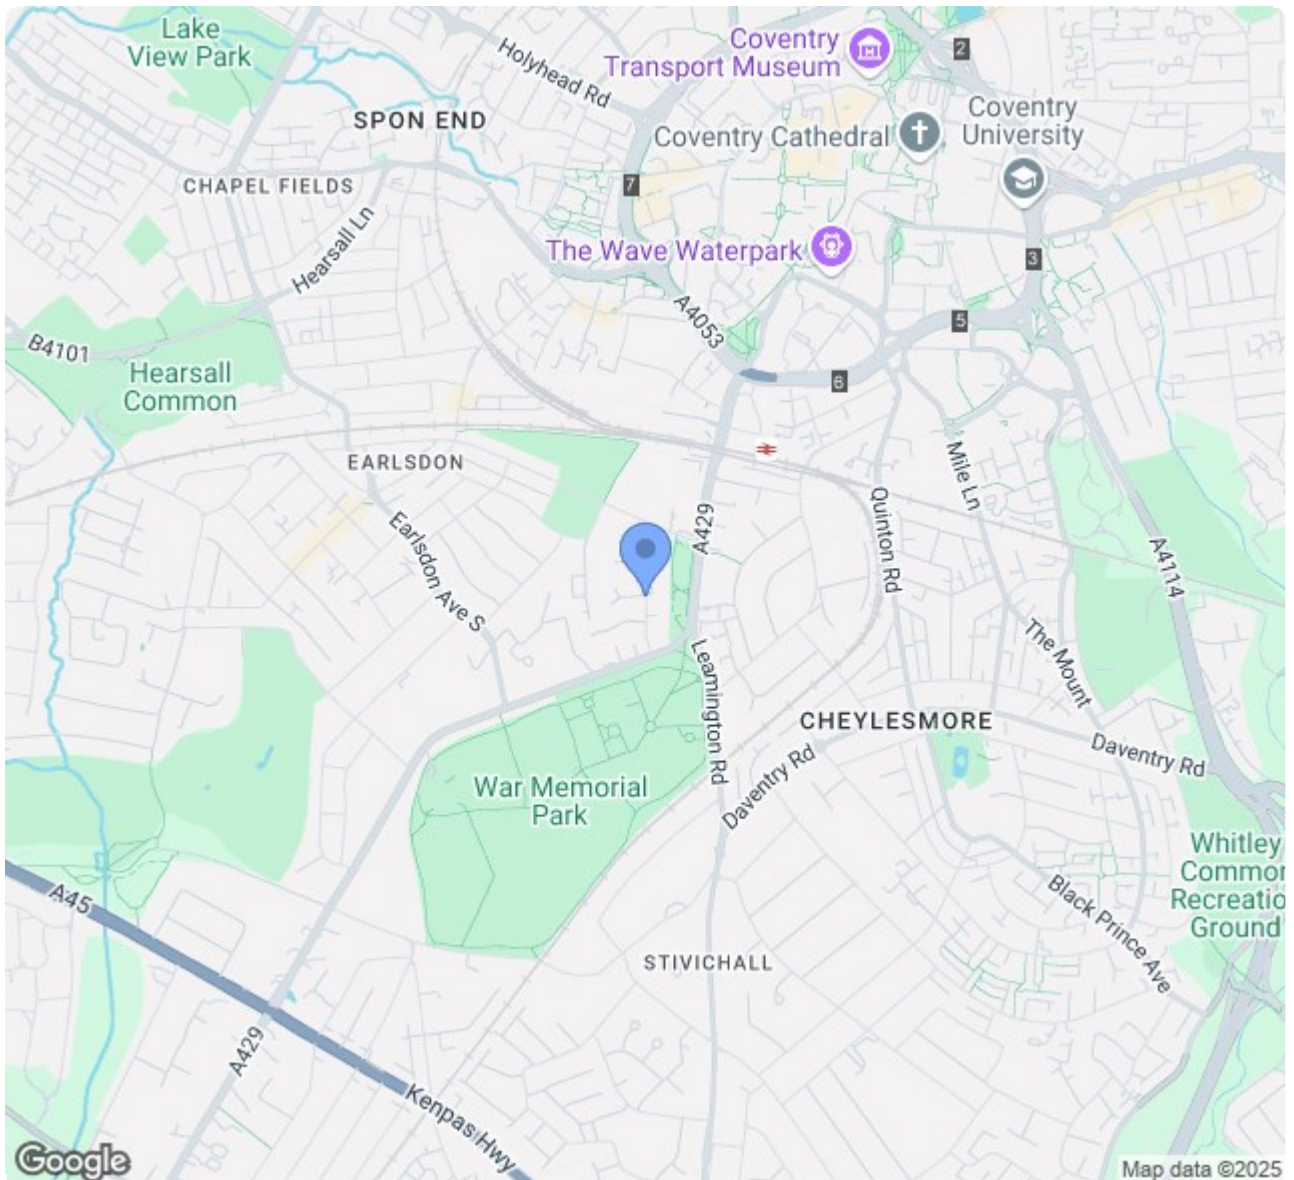 Lake
View Park
Holyhead Rd
Coventry
Transport Museum
2
SPON END
Coventry Cathedral
Coventry
University
CHAPEL FIELDS
7
Hearsall Ln
The Wave Waterpark
3
A4053
5
B4101
Hearsall
Common
6
EARLSDON
Mile Ln
Quinton Rd
A429
Earlsdon Ave S
A4114
The Mount
Leamington Rd
CHEYLESMORE
Daventry Rd
Daventry Rd
War Memorial
Park
Whitley
Common
Recreatio
Ground
A45
Black Prince Ave
STIVICHALL
A429
Kenpas Hwy
Google
Map data ©2025